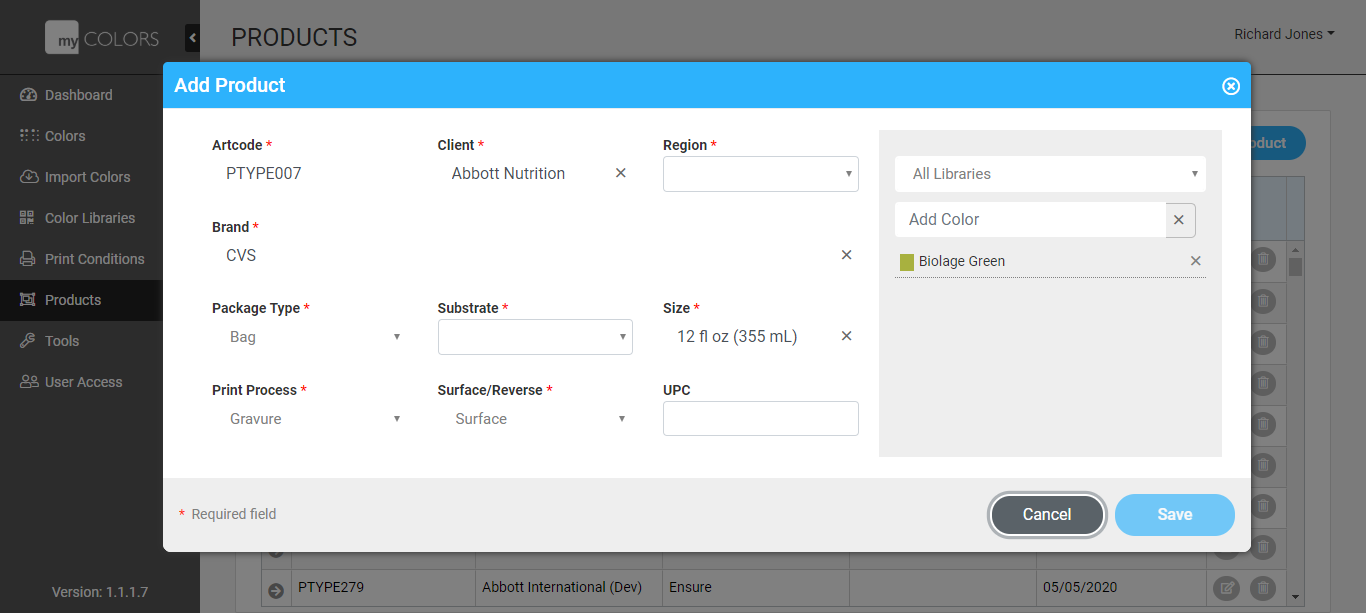 my COLORS
PRODUCTS
Richard Jones
Dashboard
Colors
Import Colors
Color Libraries
Print Conditions
Products
Tools
User Access
Version: 1.1.1.7
Add Product
Artcode *
PTYPE007
Client *
Abbott Nutrition
Region *
Brand *
CVS
Package Type *
Bag
Substrate *
Size *
12 fl oz (355 mL)
Print Process *
Gravure
Surface/Reverse *
Surface
UPC
All Libraries
Add Color
Biolage Green
* Required field
Cancel
Save
PTYPE279 Abbott International (Dev) Ensure 05/05/2020